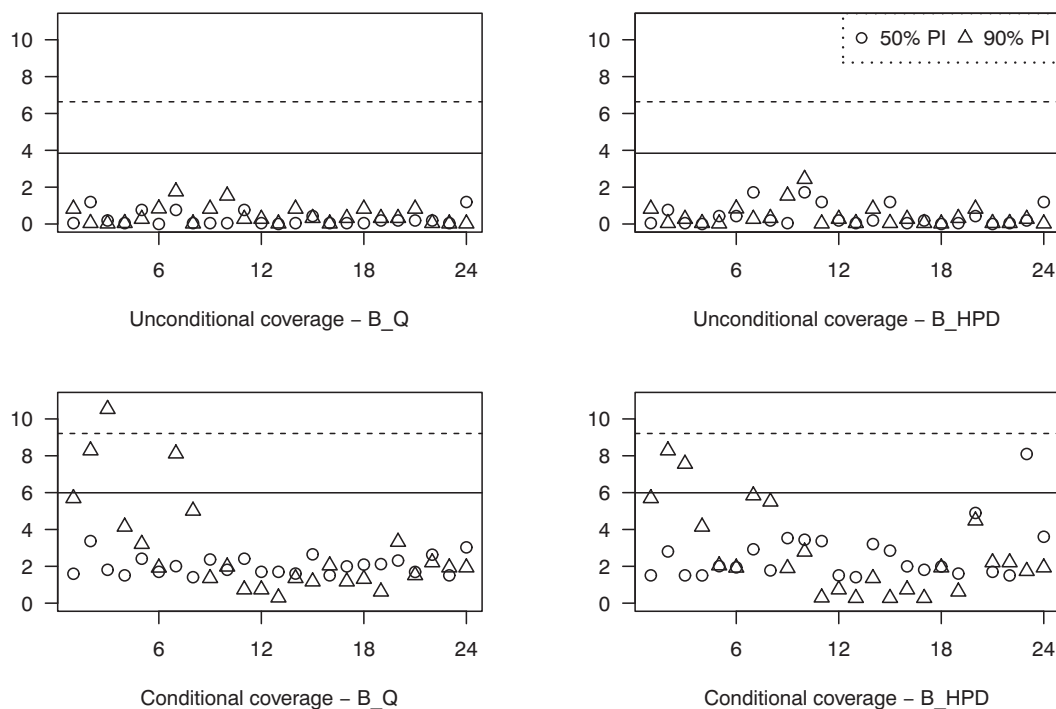 10
8
6
4
2
0
6 12 18 24
Unconditional coverage – B_Q
10
8
6
4
2
0
50% PI 90% PI
6 12 18 24
Unconditional coverage – B_HPD
10
8
6
4
2
0
6 12 18 24
Conditional coverage – B_Q
10
8
6
4
2
0
6 12 18 24
Conditional coverage – B_HPD